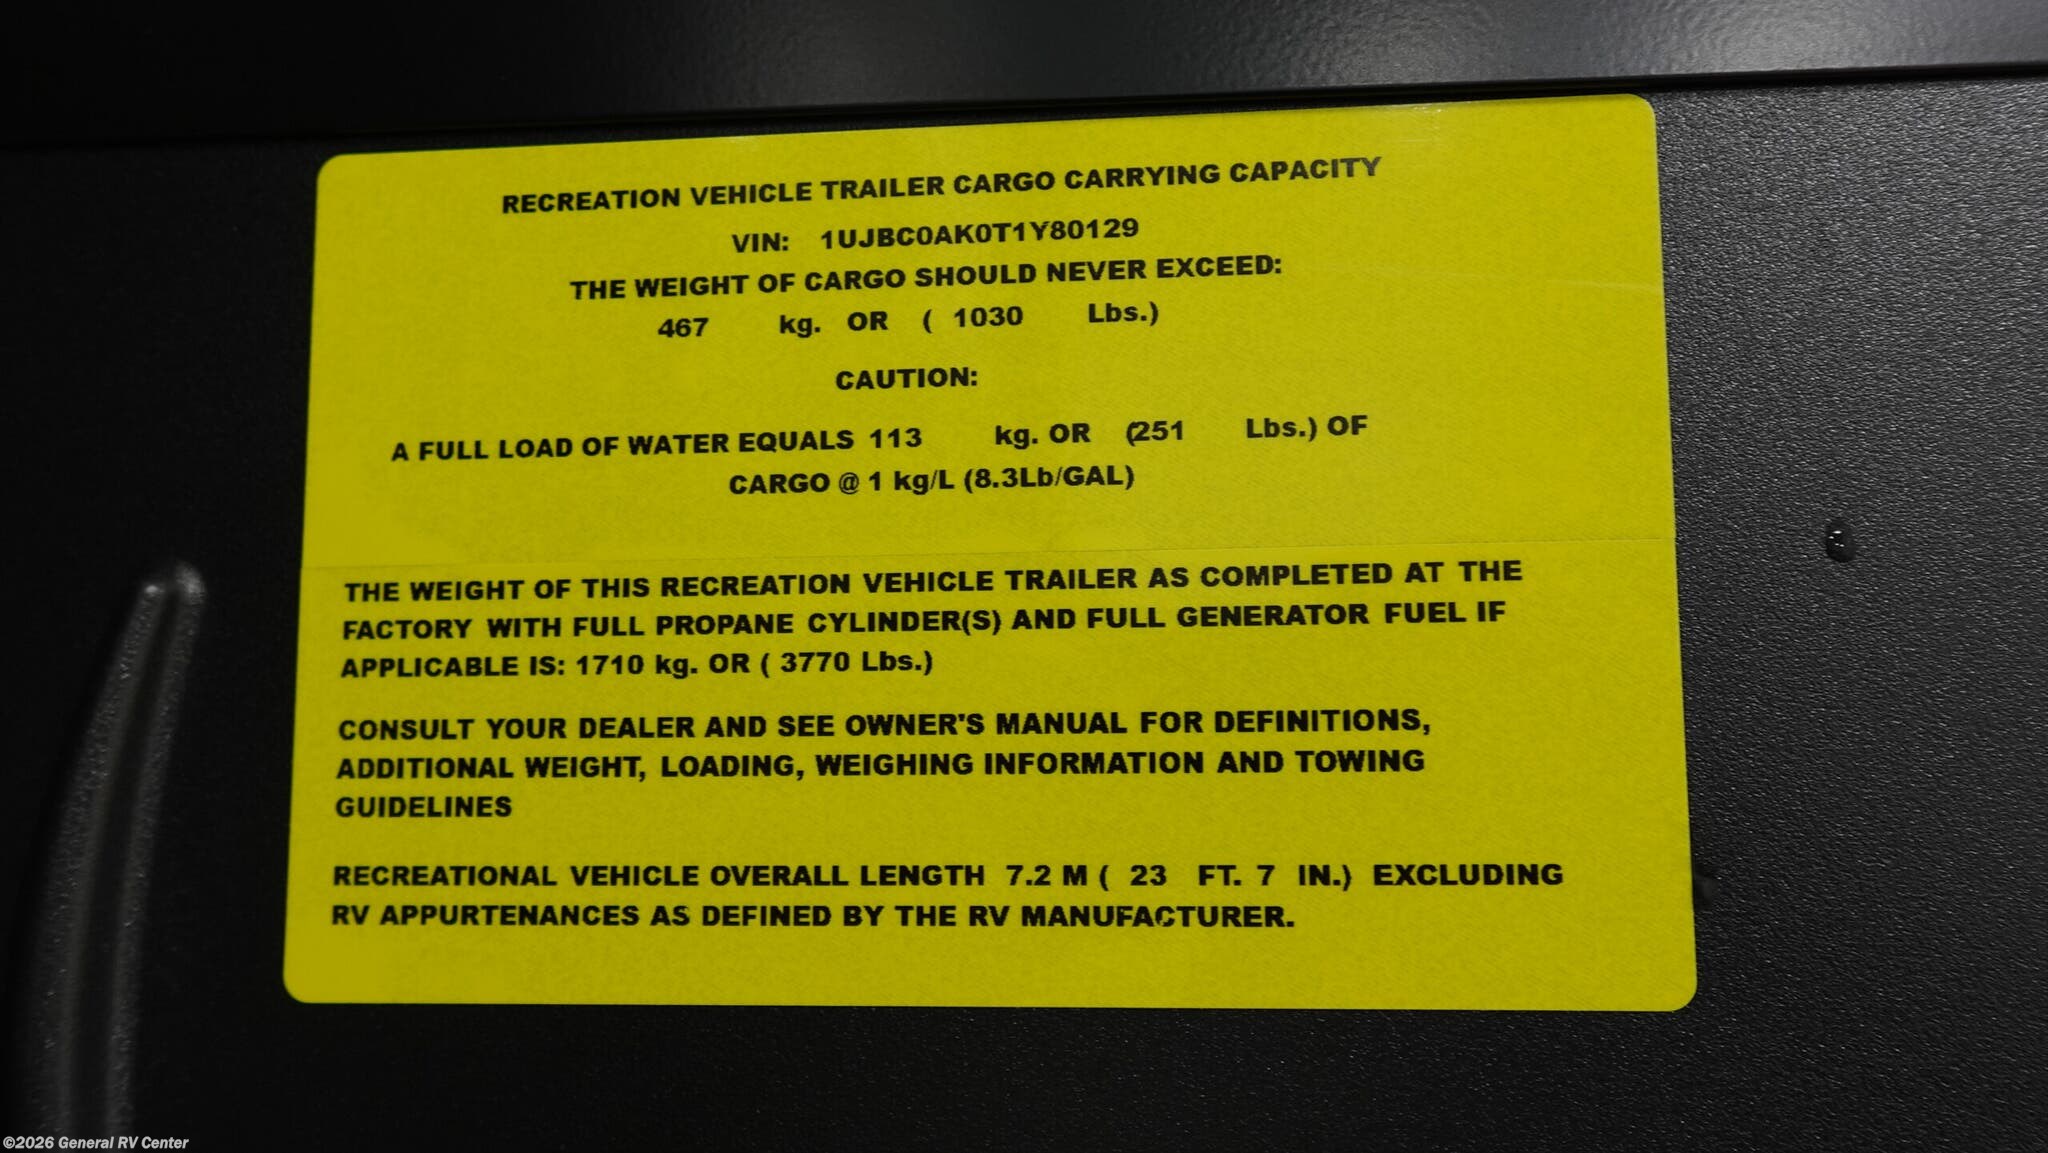 RECREATION VEHICLE TRAILER CARGO CARRYING CAPACITY
VIN: 1UJBC0AK0T1Y80129
THE WEIGHT OF CARGO SHOULD NEVER EXCEED:
467 kg. OR ( 1030 Lbs.)
CAUTION:
A FULL LOAD OF WATER EQUALS 113 kg. OR (251 Lbs.) OF
CARGO @ 1 kg/L (8.3Lb/GAL)
THE WEIGHT OF THIS RECREATION VEHICLE TRAILER AS COMPLETED AT THE
FACTORY WITH FULL PROPANE CYLINDER(S) AND FULL GENERATOR FUEL IF
APPLICABLE IS: 1710 kg. OR ( 3770 Lbs.)
CONSULT YOUR DEALER AND SEE OWNER'S MANUAL FOR DEFINITIONS,
ADDITIONAL WEIGHT, LOADING, WEIGHING INFORMATION AND TOWING
GUIDELINES
RECREATIONAL VEHICLE OVERALL LENGTH 7.2 M ( 23 FT. 7 IN.) EXCLUDING
RV APPURTENANCES AS DEFINED BY THE RV MANUFACTURER.
©2026 General RV Center